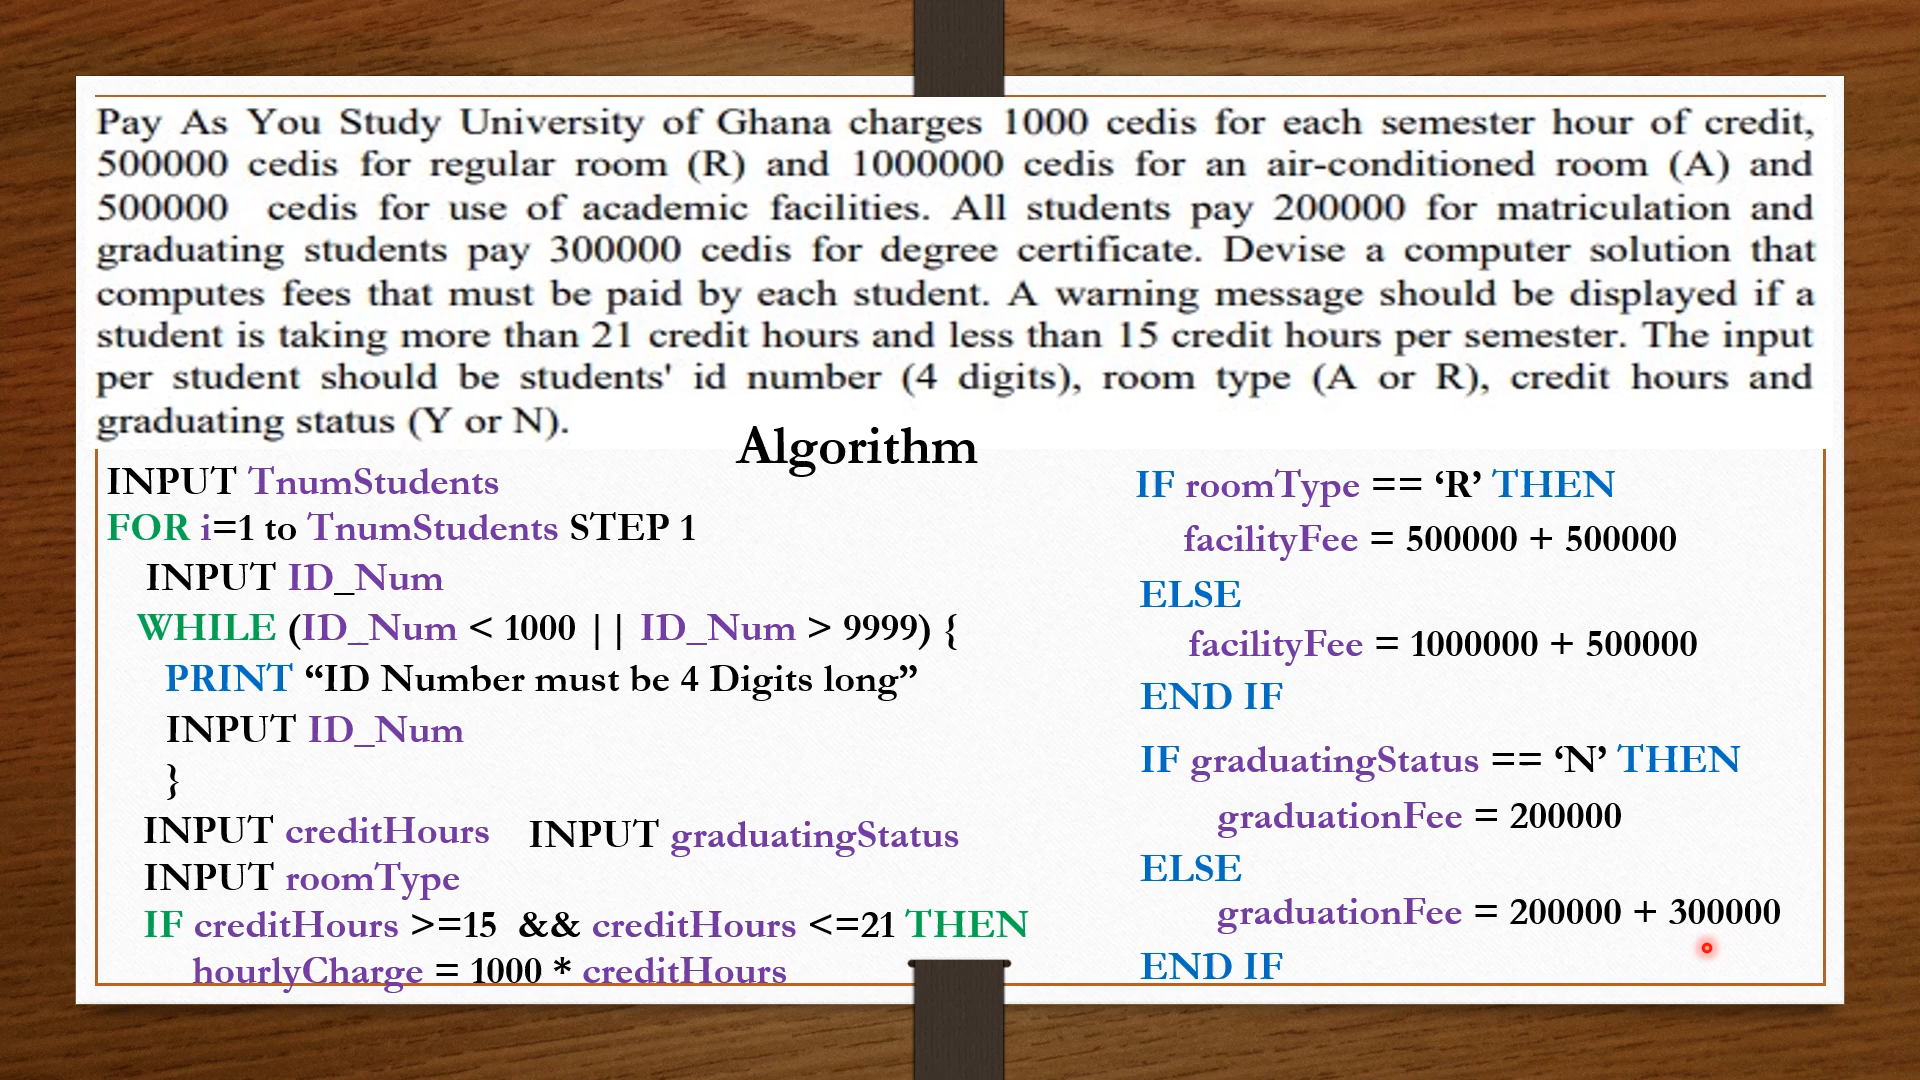 Pay As You Study University of Ghana charges 1000 cedis for each semester hour of credit,
500000 cedis for regular room (R) and 1000000 cedis for an air-conditioned room (A) and
500000 cedis for use of academic facilities. All students pay 200000 for matriculation and
graduating students pay 300000 cedis for degree certificate. Devise a computer solution that
computes fees that must be paid by each student. A warning message should be displayed if a
student is taking more than 21 credit hours and less than 15 credit hours per semester. The input
per student should be students' id number (4 digits), room type (A or R), credit hours and
graduating status (Y or N).
Algorithm
INPUT TnumStudents
FOR i=1 to TnumStudents STEP 1
INPUT ID_Num
WHILE (ID_Num < 1000 || ID_Num > 9999) {
PRINT “ID Number must be 4 Digits long”
INPUT ID_Num
}
INPUT creditHours INPUT graduatingStatus
INPUT roomType
IF creditHours >=15 && creditHours <=21 THEN
hourlyCharge = 1000 * creditHours
IF roomType == ‘R’ THEN
facilityFee = 500000 + 500000
ELSE
facilityFee = 1000000 + 500000
END IF
IF graduatingStatus == ‘N’ THEN
graduationFee = 200000
ELSE
graduationFee = 200000 + 300000
END IF